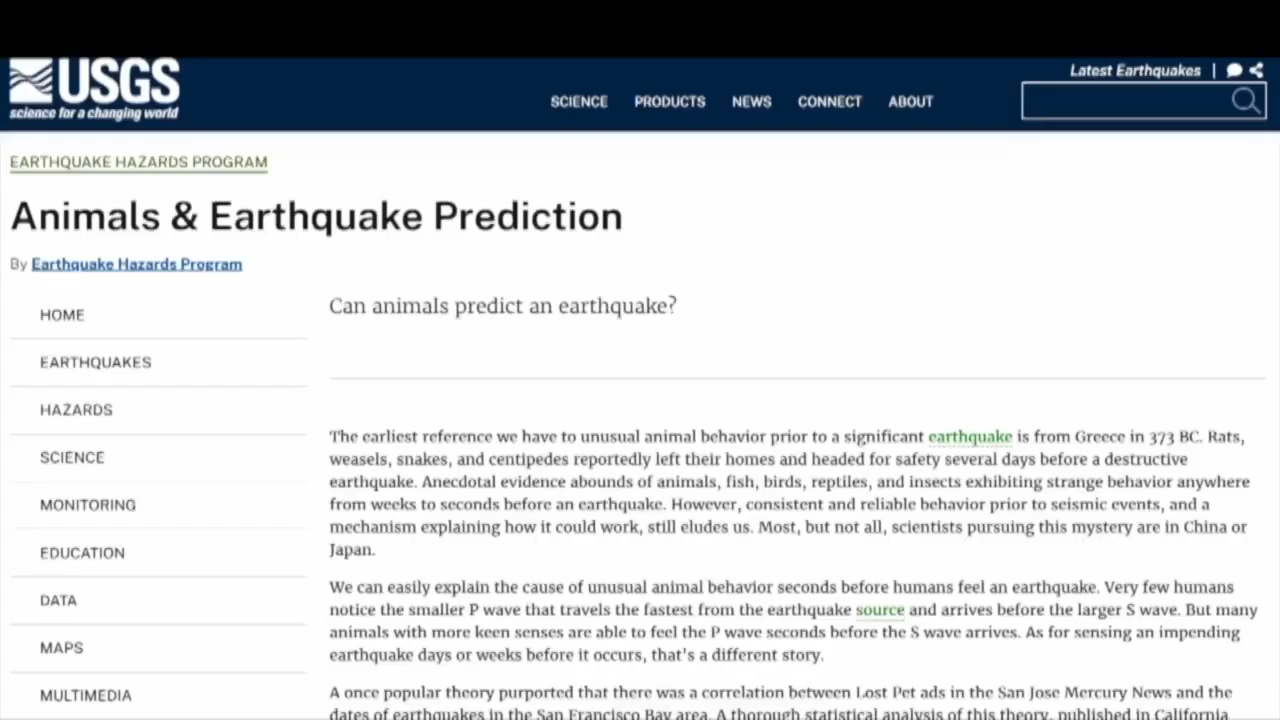 USGS
science for a changing world
Latest Earthquakes |
SCIENCE PRODUCTS NEWS CONNECT ABOUT
EARTHQUAKE HAZARDS PROGRAM
Animals & Earthquake Prediction
By Earthquake Hazards Program
HOME
EARTHQUAKES
HAZARDS
SCIENCE
MONITORING
EDUCATION
DATA
MAPS
MULTIMEDIA
Can animals predict an earthquake?
The earliest reference we have to unusual animal behavior prior to a significant earthquake is from Greece in 373 BC. Rats,
weasels, snakes, and centipedes reportedly left their homes and headed for safety several days before a destructive
earthquake. Anecdotal evidence abounds of animals, fish, birds, reptiles, and insects exhibiting strange behavior anywhere
from weeks to seconds before an earthquake. However, consistent and reliable behavior prior to seismic events, and a
mechanism explaining how it could work, still eludes us. Most, but not all, scientists pursuing this mystery are in China or
Japan.
We can easily explain the cause of unusual animal behavior seconds before humans feel an earthquake. Very few humans
notice the smaller P wave that travels the fastest from the earthquake source and arrives before the larger S wave. But many
animals with more keen senses are able to feel the P wave seconds before the S wave arrives. As for sensing an impending
earthquake days or weeks before it occurs, that's a different story.
A once popular theory purported that there was a correlation between Lost Pet ads in the San Jose Mercury News and the
dates of earthquakes in the San Francisco Bay area. A thorough statistical analysis of this theory, published in California